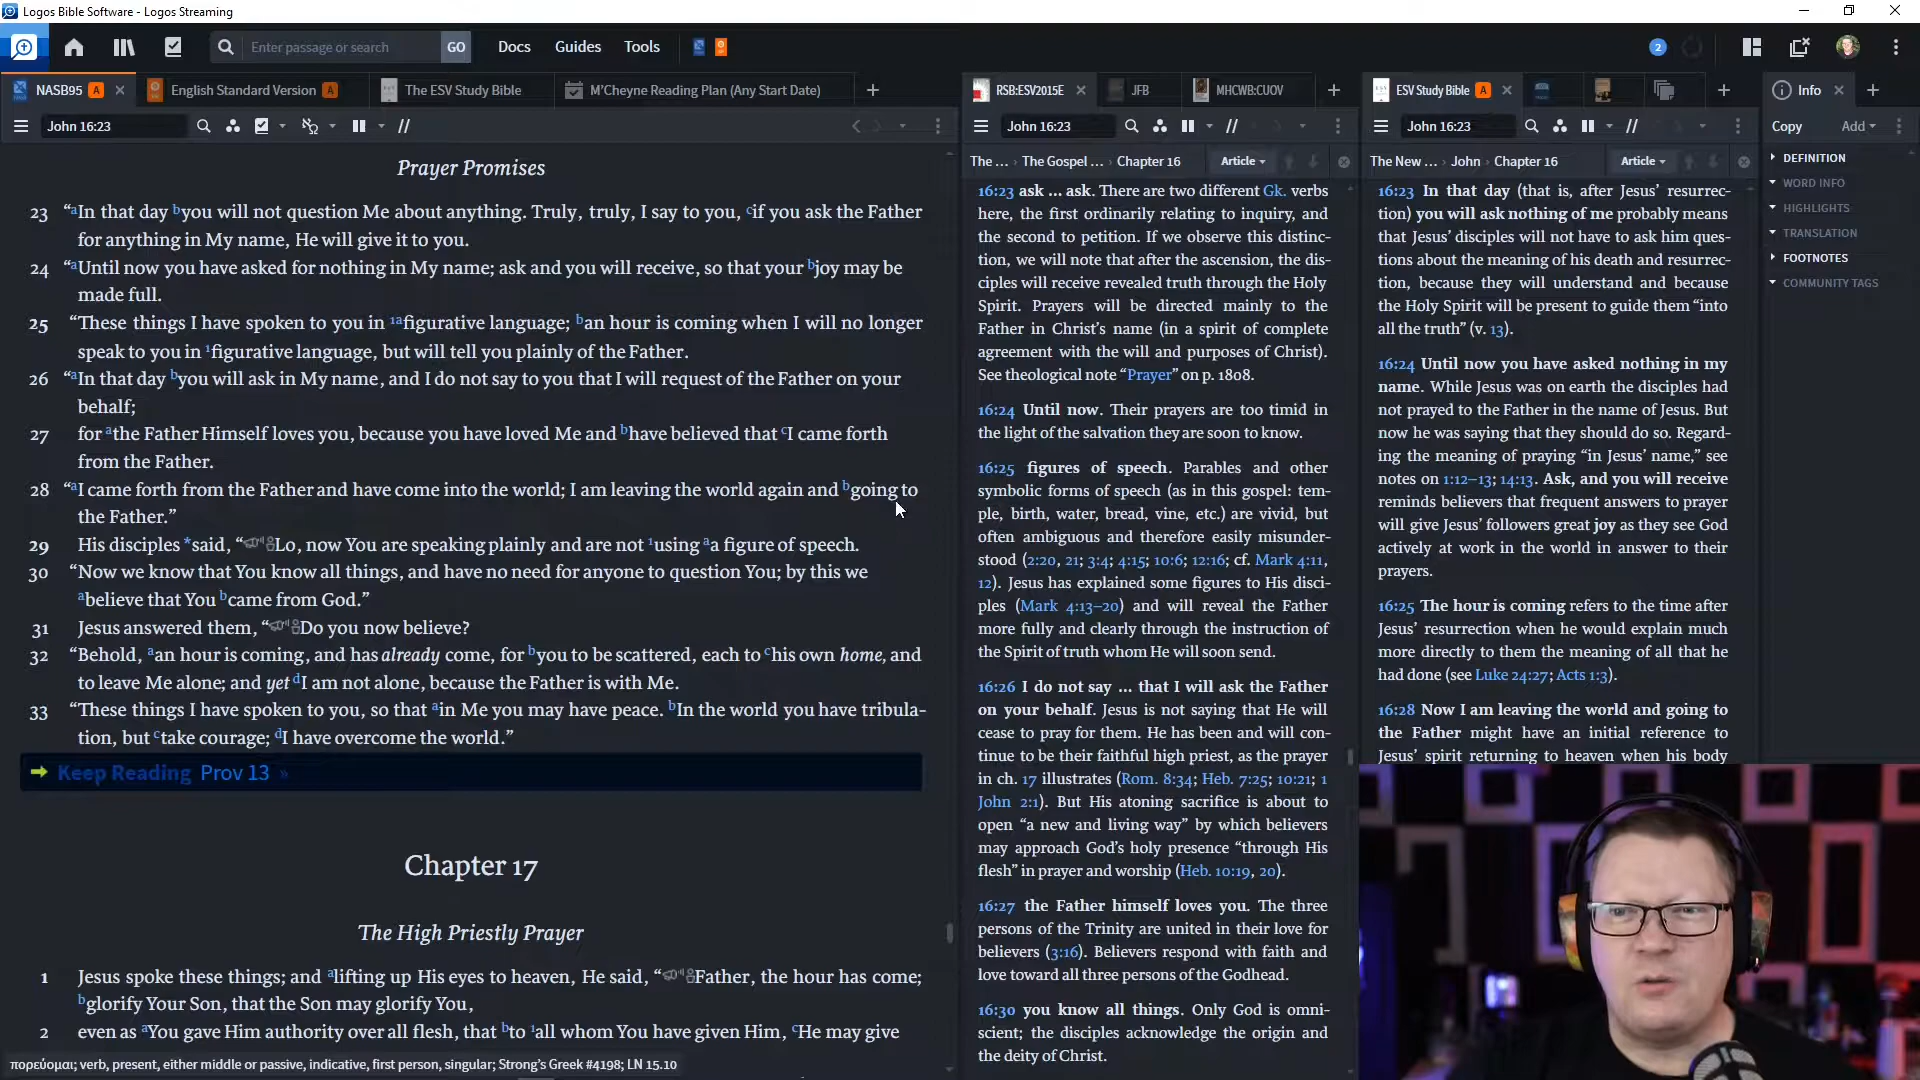 Logos Bible Software - Logos Streaming
Enter passage or search
GO
Docs
Guides
Tools
2
NASB95 A
English Standard Version A
The ESV Study Bible
M'Cheyne Reading Plan (Any Start Date)
John 16:23
Prayer Promises
23 “aIn that day byou will not question Me about anything. Truly, truly, I say to you, cif you ask the Father
for anything in My name, He will give it to you.
24 “aUntil now you have asked for nothing in My name; ask and you will receive, so that your bjoy may be
made full.
25 “These things I have spoken to you in 1afigurative language; ban hour is coming when I will no longer
speak to you in 1figurative language, but will tell you plainly of the Father.
26 “aIn that day byou will ask in My name, and I do not say to you that I will request of the Father on your
behalf;
27 for athe Father Himself loves you, because you have loved Me and bhave believed that cI came forth
from the Father.
28 “aI came forth from the Father and have come into the world; I am leaving the world again and bgoing to
the Father.”
29 His disciples *said, “Lo, now You are speaking plainly and are not 1using aa figure of speech.
30 “Now we know that You know all things, and have no need for anyone to question You; by this we
abelieve that You bcame from God.”
31 Jesus answered them, “Do you now believe?
32 “Behold, aan hour is coming, and has already come, for byou to be scattered, each to chis own home, and
to leave Me alone; and yet dI am not alone, because the Father is with Me.
33 “These things I have spoken to you, so that ain Me you may have peace. bIn the world you have tribula-
tion, but ctake courage; dI have overcome the world.”
Keep Reading Prov 13 »
Chapter 17
The High Priestly Prayer
1 Jesus spoke these things; and alifting up His eyes to heaven, He said, “Father, the hour has come;
bglorify Your Son, that the Son may glorify You,
2 even as aYou gave Him authority over all flesh, that bto 1all whom You have given Him, cHe may give
πορεύομαι; verb, present, either middle or passive, indicative, first person, singular; Strong's Greek #4198; LN 15.10
RSB:ESV2015E
JFB
MHCWB:CUOV
John 16:23
The ... › The Gospel ... › Chapter 16
Article
16:23 ask ... ask. There are two different Gk. verbs
here, the first ordinarily relating to inquiry, and
the second to petition. If we observe this distinc-
tion, we will note that after the ascension, the dis-
ciples will receive revealed truth through the Holy
Spirit. Prayers will be directed mainly to the
Father in Christ's name (in a spirit of complete
agreement with the will and purposes of Christ).
See theological note “Prayer” on p. 1808.
16:24 Until now. Their prayers are too timid in
the light of the salvation they are soon to know.
16:25 figures of speech. Parables and other
symbolic forms of speech (as in this gospel: tem-
ple, birth, water, bread, vine, etc.) are vivid, but
often ambiguous and therefore easily misunder-
stood (2:20, 21; 3:4; 4:15; 10:6; 12:16; cf. Mark 4:11,
12). Jesus has explained some figures to His disci-
ples (Mark 4:13–20) and will reveal the Father
more fully and clearly through the instruction of
the Spirit of truth whom He will soon send.
16:26 I do not say ... that I will ask the Father
on your behalf. Jesus is not saying that He will
cease to pray for them. He has been and will con-
tinue to be their faithful high priest, as the prayer
in ch. 17 illustrates (Rom. 8:34; Heb. 7:25; 10:21; 1
John 2:1). But His atoning sacrifice is about to
open “a new and living way” by which believers
may approach God's holy presence “through His
flesh” in prayer and worship (Heb. 10:19, 20).
16:27 the Father himself loves you. The three
persons of the Trinity are united in their love for
believers (3:16). Believers respond with faith and
love toward all three persons of the Godhead.
16:30 you know all things. Only God is omni-
scient; the disciples acknowledge the origin and
the deity of Christ.
ESV Study Bible A
John 16:23
The New ... › John › Chapter 16
Article
16:23 In that day (that is, after Jesus' resurrec-
tion) you will ask nothing of me probably means
that Jesus' disciples will not have to ask him ques-
tions about the meaning of his death and resurrec-
tion, because they will understand and because
the Holy Spirit will be present to guide them “into
all the truth” (v. 13).
16:24 Until now you have asked nothing in my
name. While Jesus was on earth the disciples had
not prayed to the Father in the name of Jesus. But
now he was saying that they should do so. Regard-
ing the meaning of praying “in Jesus' name,” see
notes on 1:12–13; 14:13. Ask, and you will receive
reminds believers that frequent answers to prayer
will give Jesus' followers great joy as they see God
actively at work in the world in answer to their
prayers.
16:25 The hour is coming refers to the time after
Jesus' resurrection when he would explain much
more directly to them the meaning of all that he
had done (see Luke 24:27; Acts 1:3).
16:28 Now I am leaving the world and going to
the Father might have an initial reference to
Jesus' spirit returning to heaven when his body
Info
Copy
Add
DEFINITION
WORD INFO
HIGHLIGHTS
TRANSLATION
FOOTNOTES
COMMUNITY TAGS